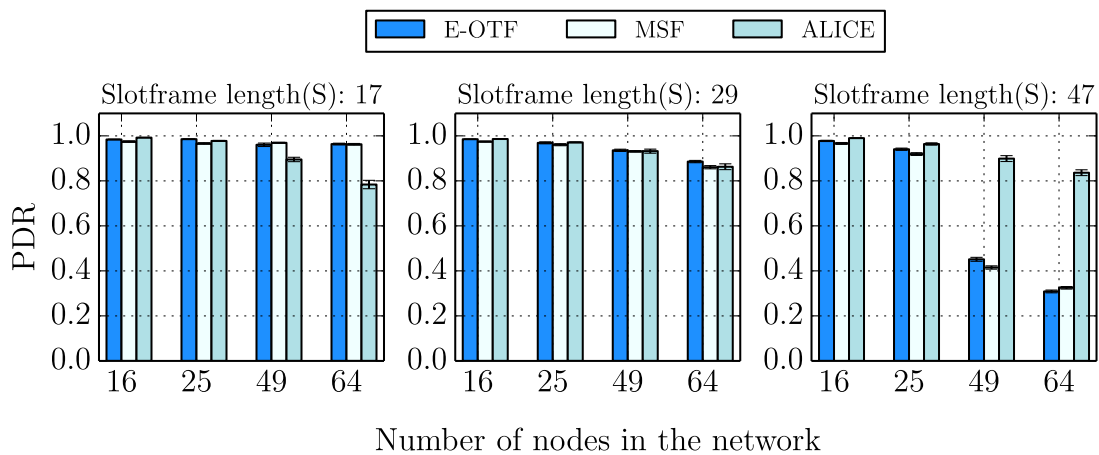 E-OTF MSF ALICE
Slotframe length(S): 17 Slotframe length(S): 29 Slotframe length(S): 47
1.0 1.0 1.0
0.8 0.8 0.8
0.6 0.6 0.6
PDR
0.4 0.4 0.4
0.2 0.2 0.2
0.0 0.0 0.0
16 25 49 64 16 25 49 64 16 25 49 64
Number of nodes in the network